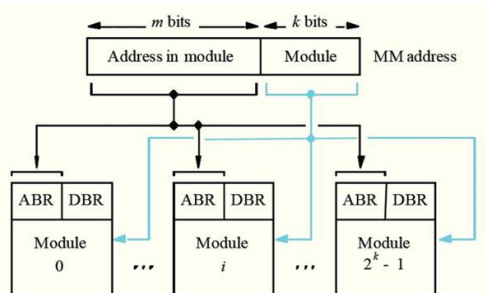 m bits k bits
Address in module Module MM address
ABR DBR ABR DBR ABR DBR
Module Module Module
0 ... i ... 2^k - 1